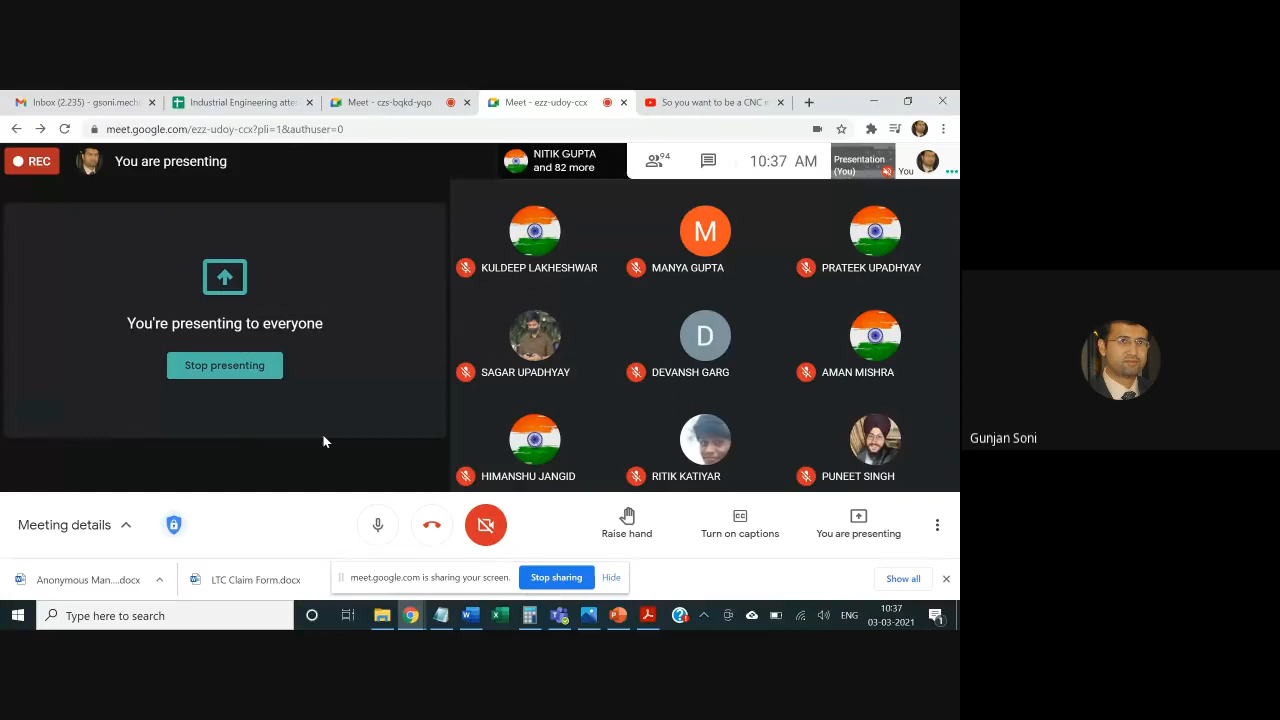 Inbox (2,235) - gsoni.mech
Industrial Engineering atte
Meet - czs-bqkd-yqo
Meet - ezz-udoy-ccx
So you want to be a CNC m
meet.google.com/ezz-udoy-ccx?pli=1&authuser=0
REC
You are presenting
NITIK GUPTA
and 82 more
94
10:37 AM
Presentation
(You)
You
You're presenting to everyone
Stop presenting
KULDEEP LAKHESHWAR
M
MANYA GUPTA
PRATEEK UPADHYAY
SAGAR UPADHYAY
D
DEVANSH GARG
AMAN MISHRA
HIMANSHU JANGID
RITIK KATIYAR
PUNEET SINGH
Gunjan Soni
Meeting details
Raise hand
CC
Turn on captions
You are presenting
Anonymous Man....docx
LTC Claim Form.docx
meet.google.com is sharing your screen.
Stop sharing
Hide
Show all
Type here to search
ENG
10:37
03-03-2021
1